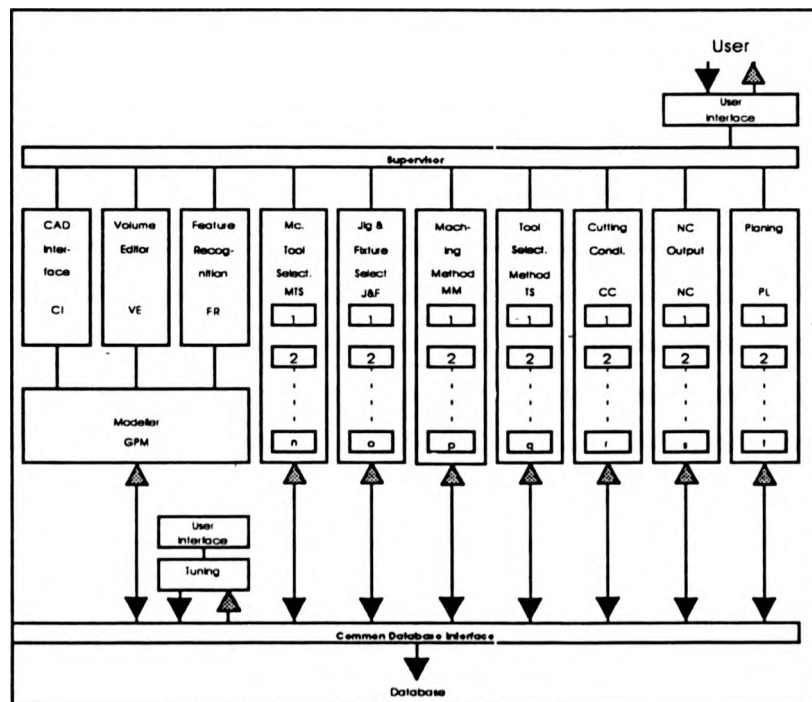 User
User
Interface
Supervisor
CAD
Inter-
face
CI
Volume
Editor
VE
Feature
Recog-
nition
FR
Mc.
Tool
Select.
MTS
1
2
n
Jig &
Fixture
Select
J&F
1
2
o
Mach-
ing
Method
MM
1
2
p
Tool
Select.
Method
TS
1
2
q
Cutting
Condi.
CC
1
2
r
NC
Output
NC
1
2
s
Planing
PL
1
2
t
Modeller
GPM
User
Interface
Tuning
Common Database Interface
Database